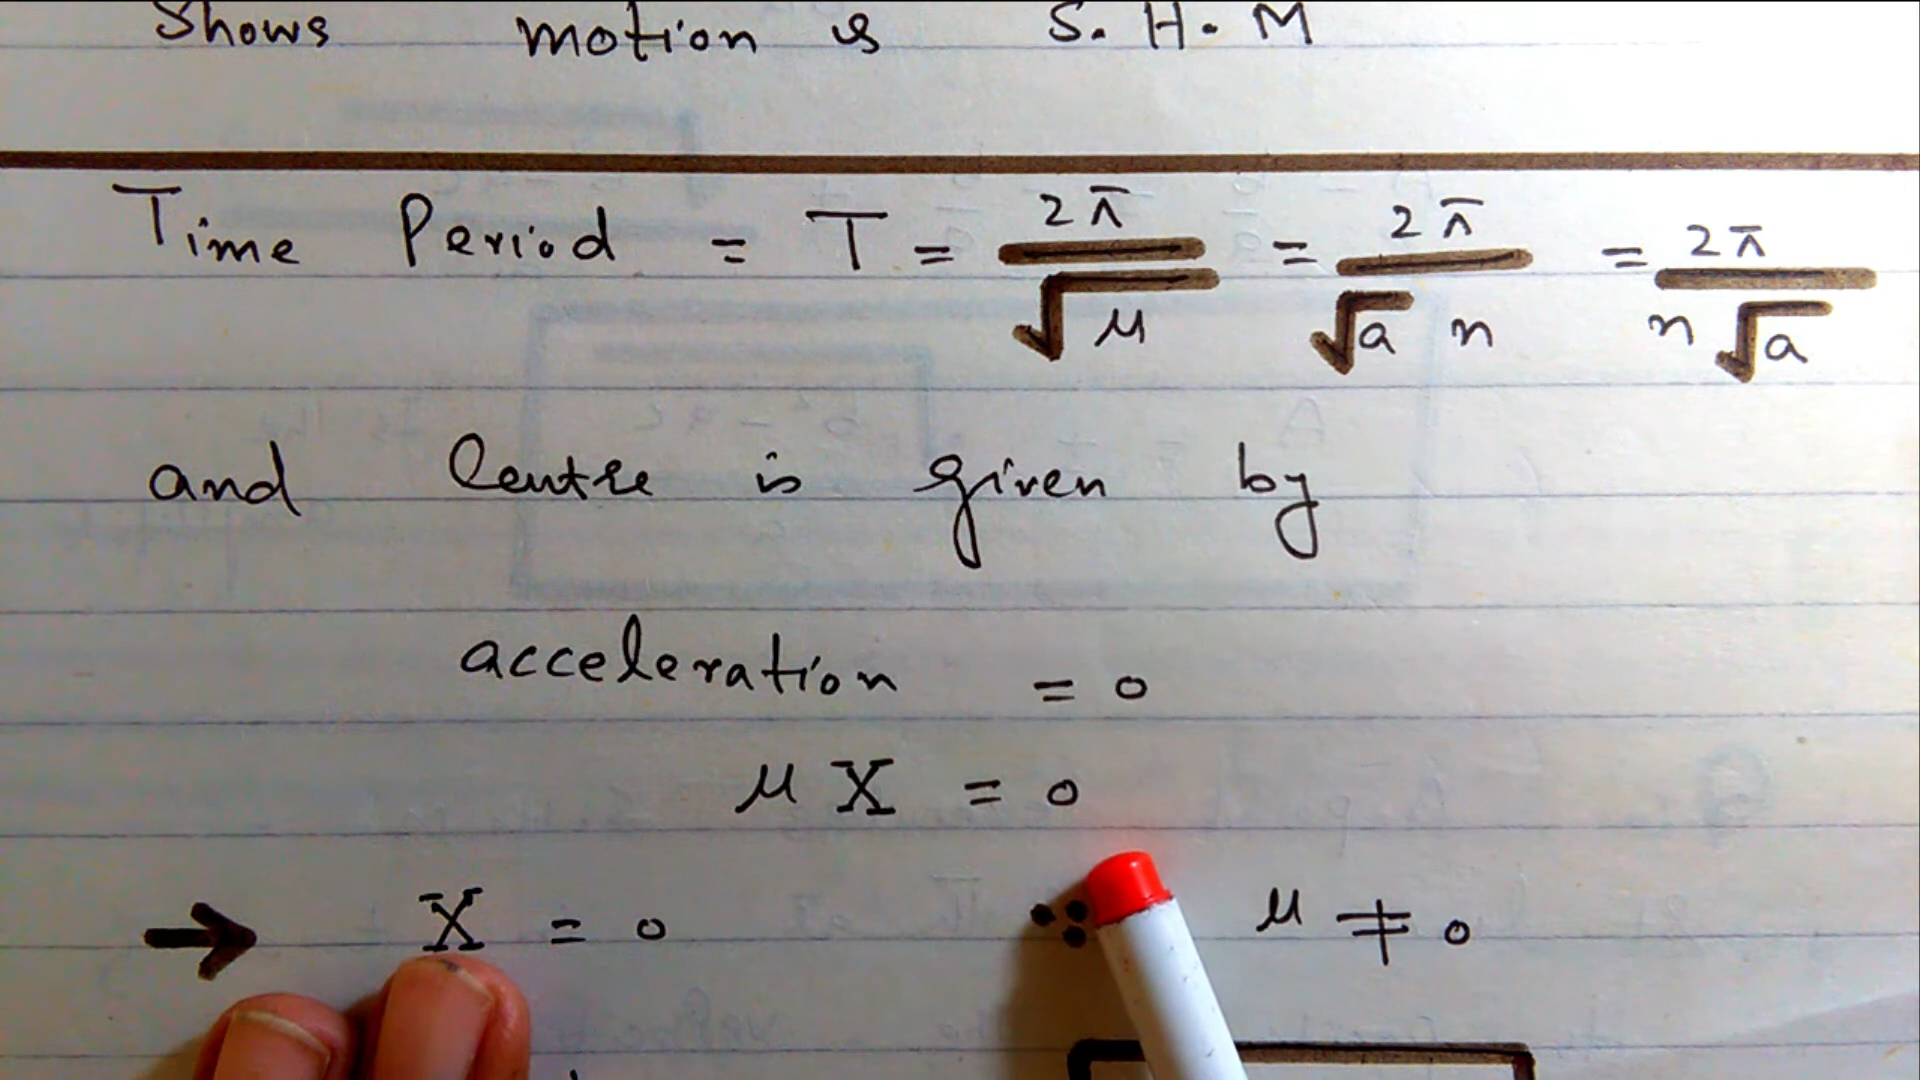 Shows motion is S.H.M
Time Period = T = 2π/√μ = 2π/√a n = 2π/n√a
and Centre is given by
acceleration = 0
μ X = 0
→ X = 0 ∵ μ ≠ 0